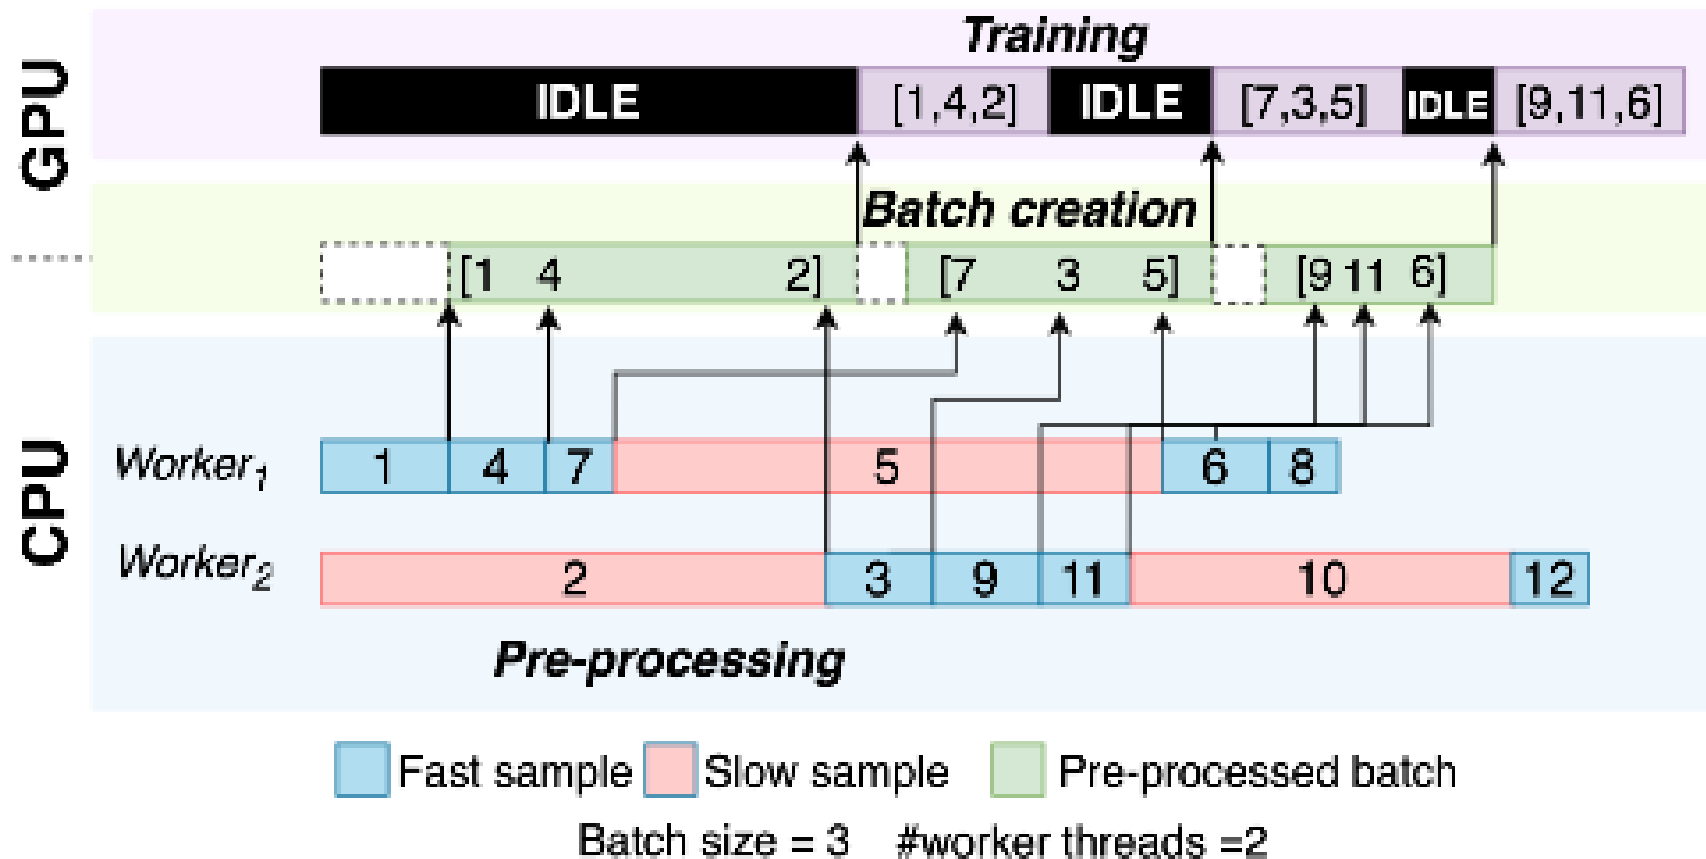 Training
GPU
IDLE [1,4,2] IDLE [7,3,5] IDLE [9,11,6]
Batch creation
[1 4 2] [7 3 5] [9 11 6]
CPU
Worker1 1 4 7 5 6 8
Worker2 2 3 9 11 10 12
Pre-processing
Fast sample Slow sample Pre-processed batch
Batch size = 3 #worker threads =2